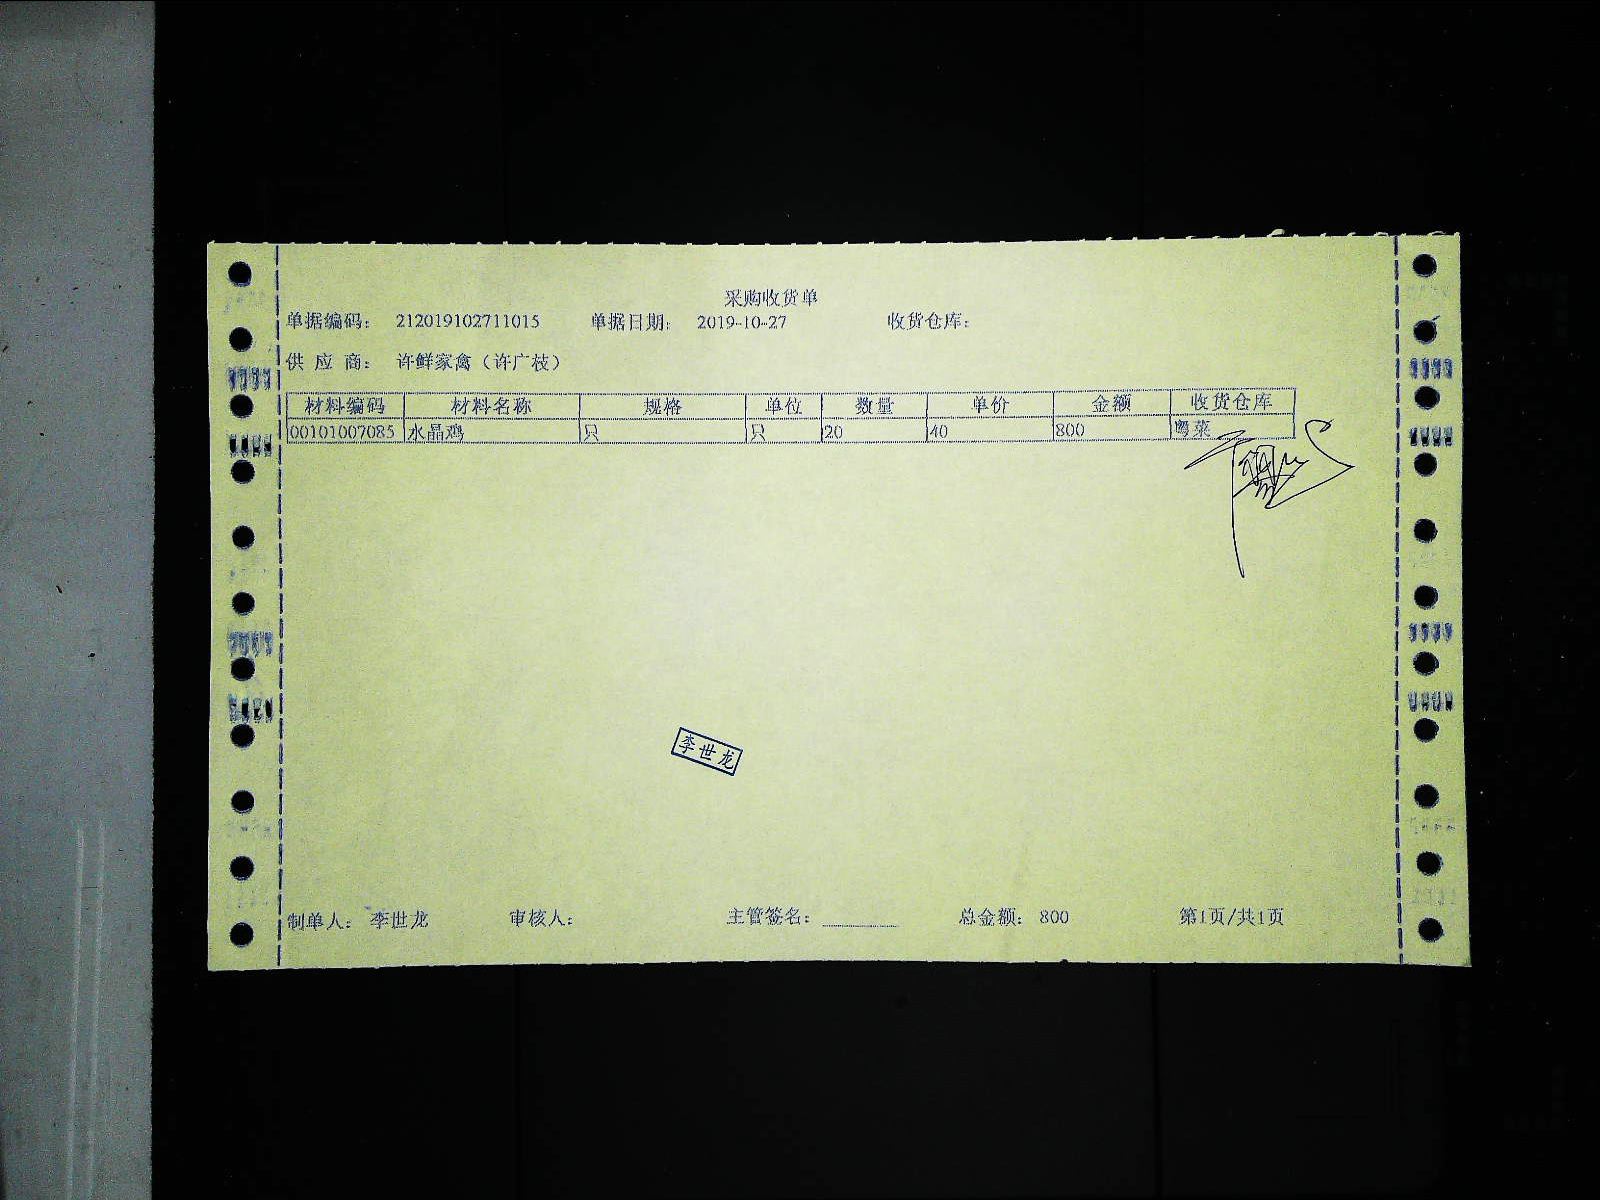 采购收货单
单据编码： 212019102711015 单据日期： 2019-10-27 收货仓库：
供 应 商： 许鲜家禽（许广枝）
材料编码 材料名称 规格 单位 数量 单价 金额 收货仓库
00101007085 水晶鸡 只 只 20 40 800 粤菜
李世龙
制单人： 李世龙 审核人： 主管签名： 总金额： 800 第1页/共1页